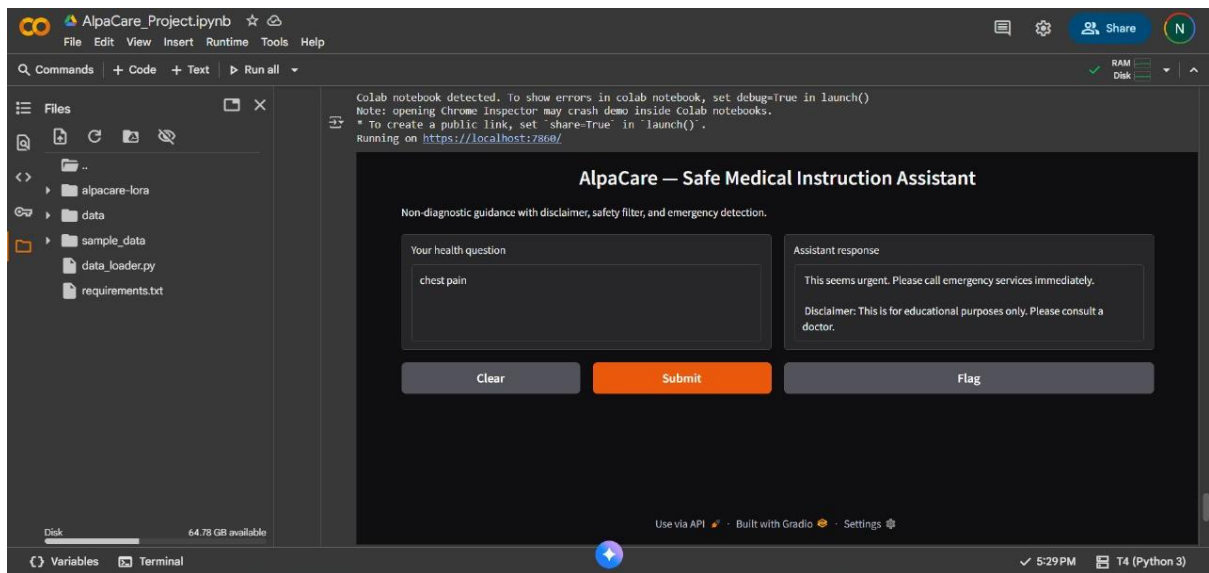 CO AlpaCare_Project.ipynb
File Edit View Insert Runtime Tools Help
Share
N
Commands + Code + Text Run all
RAM
Disk
Files
..
alpacare-lora
data
sample_data
data_loader.py
requirements.txt
Disk 64.78 GB available
Colab notebook detected. To show errors in colab notebook, set debug=True in launch()
Note: opening Chrome Inspector may crash demo inside Colab notebooks.
* To create a public link, set `share=True` in `launch()`.
Running on https://localhost:7860/
AlpaCare — Safe Medical Instruction Assistant
Non-diagnostic guidance with disclaimer, safety filter, and emergency detection.
Your health question
chest pain
Assistant response
This seems urgent. Please call emergency services immediately.
Disclaimer: This is for educational purposes only. Please consult a
doctor.
Clear Submit Flag
Use via API · Built with Gradio · Settings
{} Variables Terminal
5:29 PM T4 (Python 3)